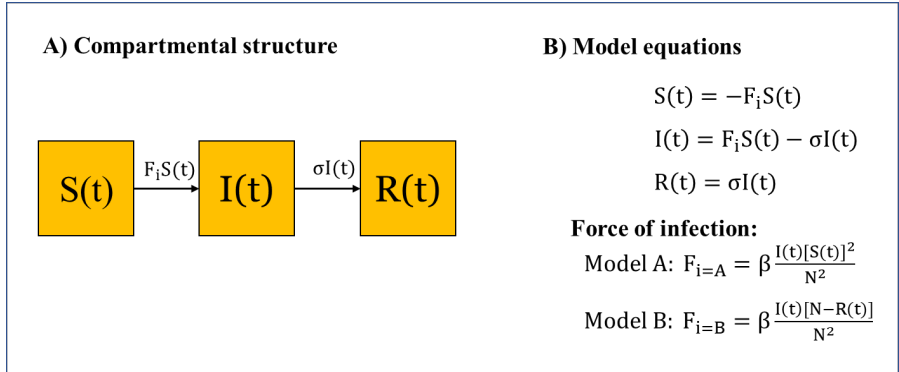 A) Compartmental structure
S(t)
FᵢS(t)
I(t)
σI(t)
R(t)
B) Model equations
S(t) = −FᵢS(t)
I(t) = FᵢS(t) − σI(t)
R(t) = σI(t)
Force of infection:
Model A: Fᵢ₌A = β I(t)[S(t)]² / N²
Model B: Fᵢ₌B = β I(t)[N−R(t)] / N²